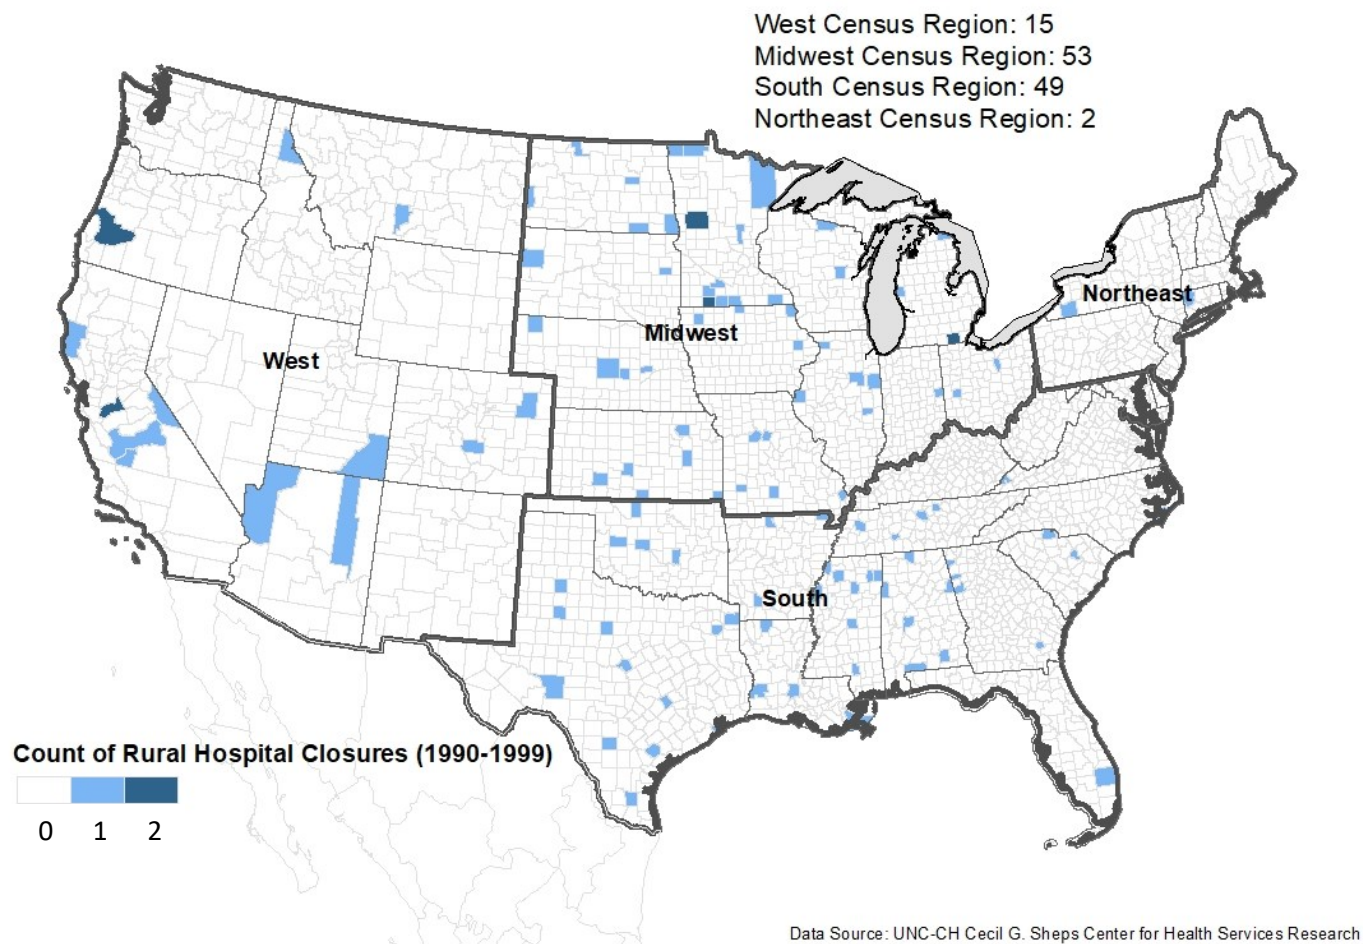 West Census Region: 15
Midwest Census Region: 53
South Census Region: 49
Northeast Census Region: 2
Northeast
Midwest
West
South
Count of Rural Hospital Closures (1990-1999)
0 1 2
Data Source: UNC-CH Cecil G. Sheps Center for Health Services Research